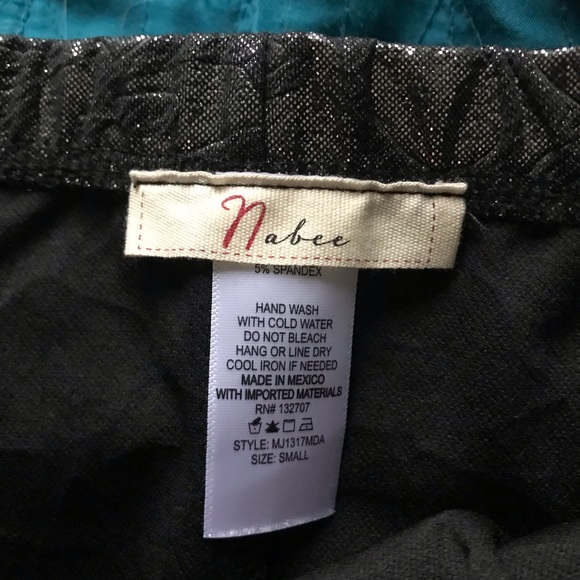 Nabee
5% SPANDEX
HAND WASH
WITH COLD WATER
DO NOT BLEACH
HANG OR LINE DRY
COOL IRON IF NEEDED
MADE IN MEXICO
WITH IMPORTED MATERIALS
RN# 132707
STYLE: MJ1317MDA
SIZE: SMALL